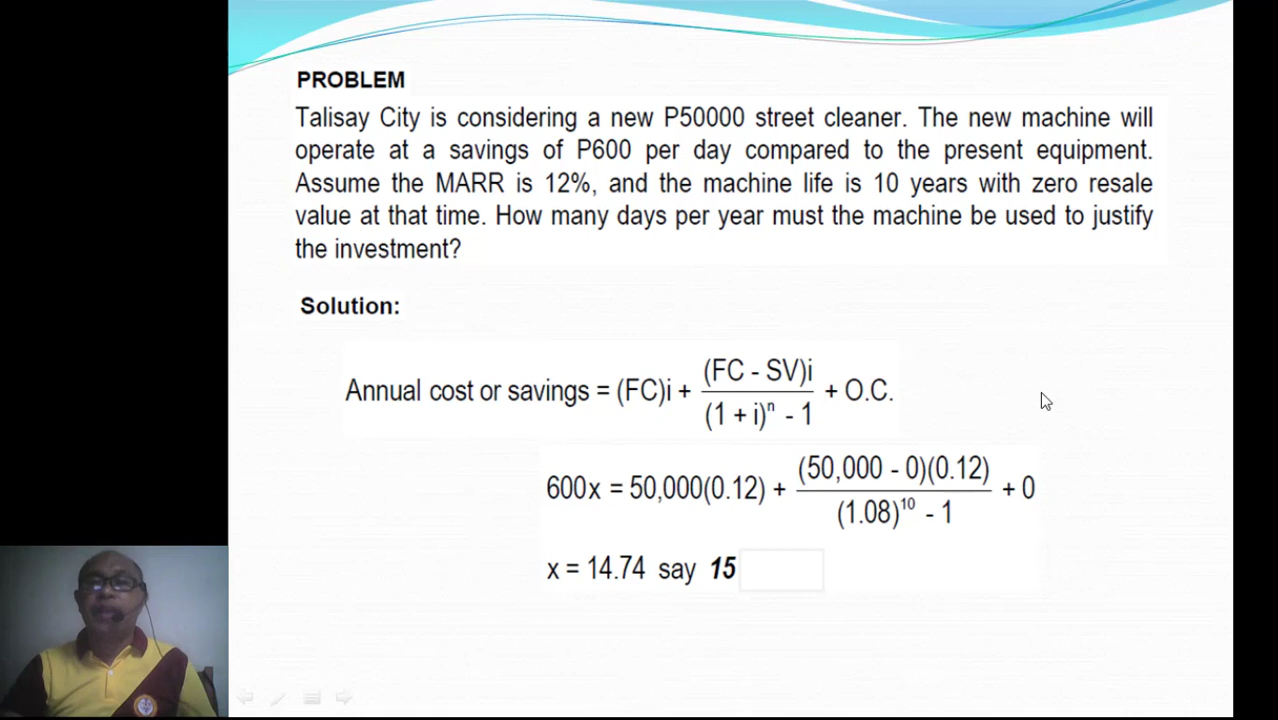 PROBLEM
Talisay City is considering a new P50000 street cleaner. The new machine will
operate at a savings of P600 per day compared to the present equipment.
Assume the MARR is 12%, and the machine life is 10 years with zero resale
value at that time. How many days per year must the machine be used to justify
the investment?
Solution:
Annual cost or savings = (FC)i + (FC - SV)i / (1 + i)^n - 1 + O.C.
600x = 50,000(0.12) + (50,000 - 0)(0.12) / (1.08)^10 - 1 + 0
x = 14.74 say 15